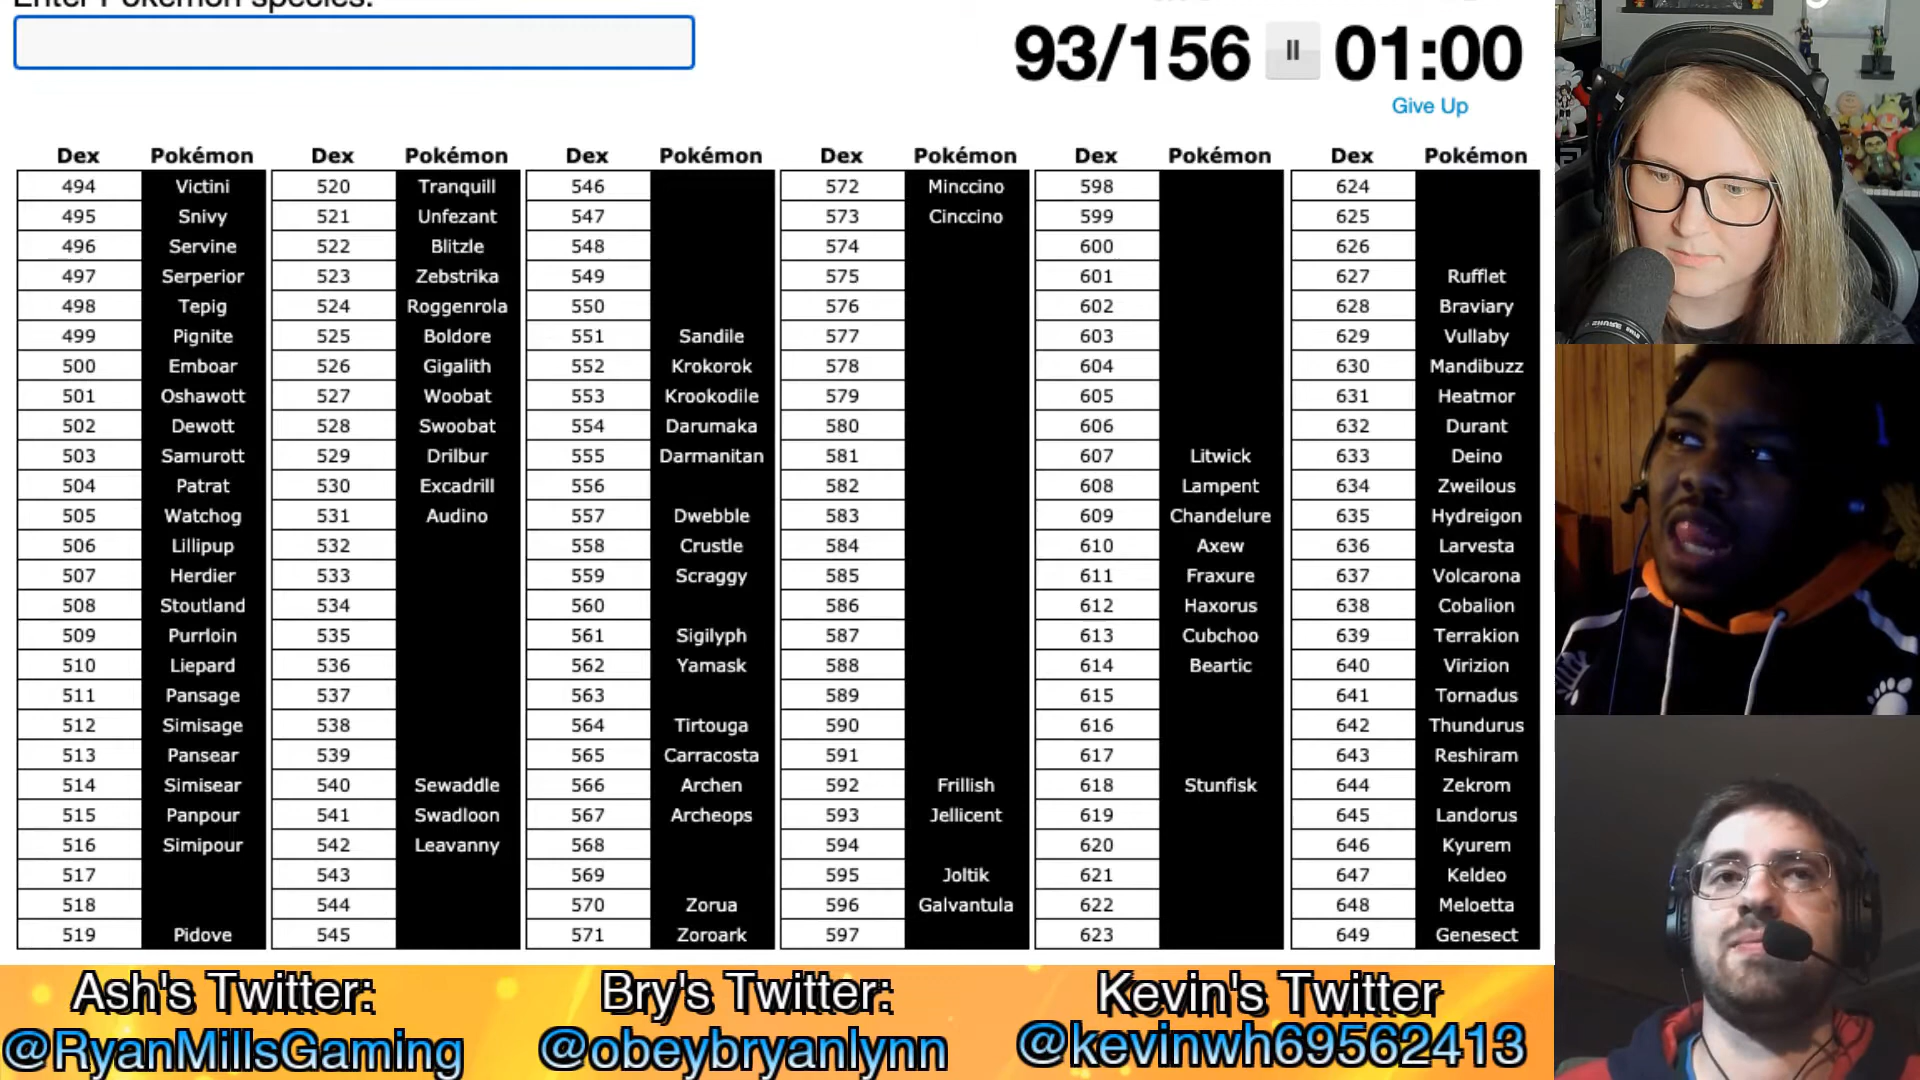 Enter Pokémon species:
93/156 01:00
Give Up
Dex Pokémon Dex Pokémon Dex Pokémon Dex Pokémon Dex Pokémon Dex Pokémon
494 Victini 520 Tranquill 546 572 Minccino 598 624
495 Snivy 521 Unfezant 547 573 Cinccino 599 625
496 Servine 522 Blitzle 548 574 600 626
497 Serperior 523 Zebstrika 549 575 601 627 Rufflet
498 Tepig 524 Roggenrola 550 576 602 628 Braviary
499 Pignite 525 Boldore 551 Sandile 577 603 629 Vullaby
500 Emboar 526 Gigalith 552 Krokorok 578 604 630 Mandibuzz
501 Oshawott 527 Woobat 553 Krookodile 579 605 631 Heatmor
502 Dewott 528 Swoobat 554 Darumaka 580 606 632 Durant
503 Samurott 529 Drilbur 555 Darmanitan 581 607 Litwick 633 Deino
504 Patrat 530 Excadrill 556 582 608 Lampent 634 Zweilous
505 Watchog 531 Audino 557 Dwebble 583 609 Chandelure 635 Hydreigon
506 Lillipup 532 558 Crustle 584 610 Axew 636 Larvesta
507 Herdier 533 559 Scraggy 585 611 Fraxure 637 Volcarona
508 Stoutland 534 560 586 612 Haxorus 638 Cobalion
509 Purrloin 535 561 Sigilyph 587 613 Cubchoo 639 Terrakion
510 Liepard 536 562 Yamask 588 614 Beartic 640 Virizion
511 Pansage 537 563 589 615 641 Tornadus
512 Simisage 538 564 Tirtouga 590 616 642 Thundurus
513 Pansear 539 565 Carracosta 591 617 643 Reshiram
514 Simisear 540 Sewaddle 566 Archen 592 Frillish 618 Stunfisk 644 Zekrom
515 Panpour 541 Swadloon 567 Archeops 593 Jellicent 619 645 Landorus
516 Simipour 542 Leavanny 568 594 620 646 Kyurem
517 543 569 595 Joltik 621 647 Keldeo
518 544 570 Zorua 596 Galvantula 622 648 Meloetta
519 Pidove 545 571 Zoroark 597 623 649 Genesect
Ash's Twitter: Bry's Twitter: Kevin's Twitter
@RyanMillsGaming @obeybryanlynn @kevinwh69562413